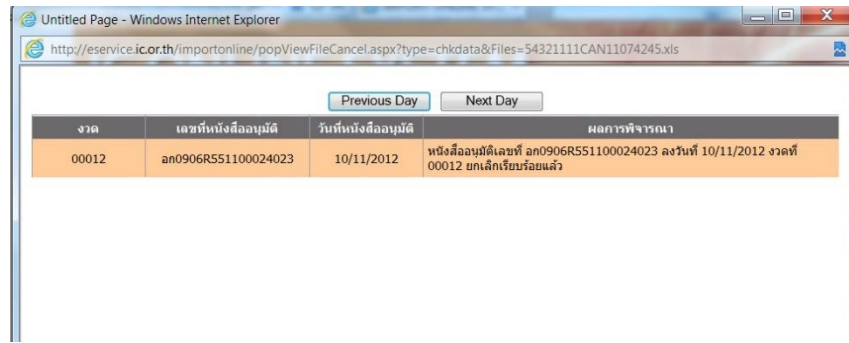 Untitled Page - Windows Internet Explorer
http://eservice.ic.or.th/importonline/popViewFileCancel.aspx?type=chkdata&Files=54321111CAN11074245.xls
Previous Day Next Day
งวด เลขที่หนังสืออนุมัติ วันที่หนังสืออนุมัติ ผลการพิจารณา
00012 อก0906R551100024023 10/11/2012 หนังสืออนุมัติเลขที่ อก0906R551100024023 ลงวันที่ 10/11/2012 งวดที่
00012 ยกเลิกเรียบร้อยแล้ว